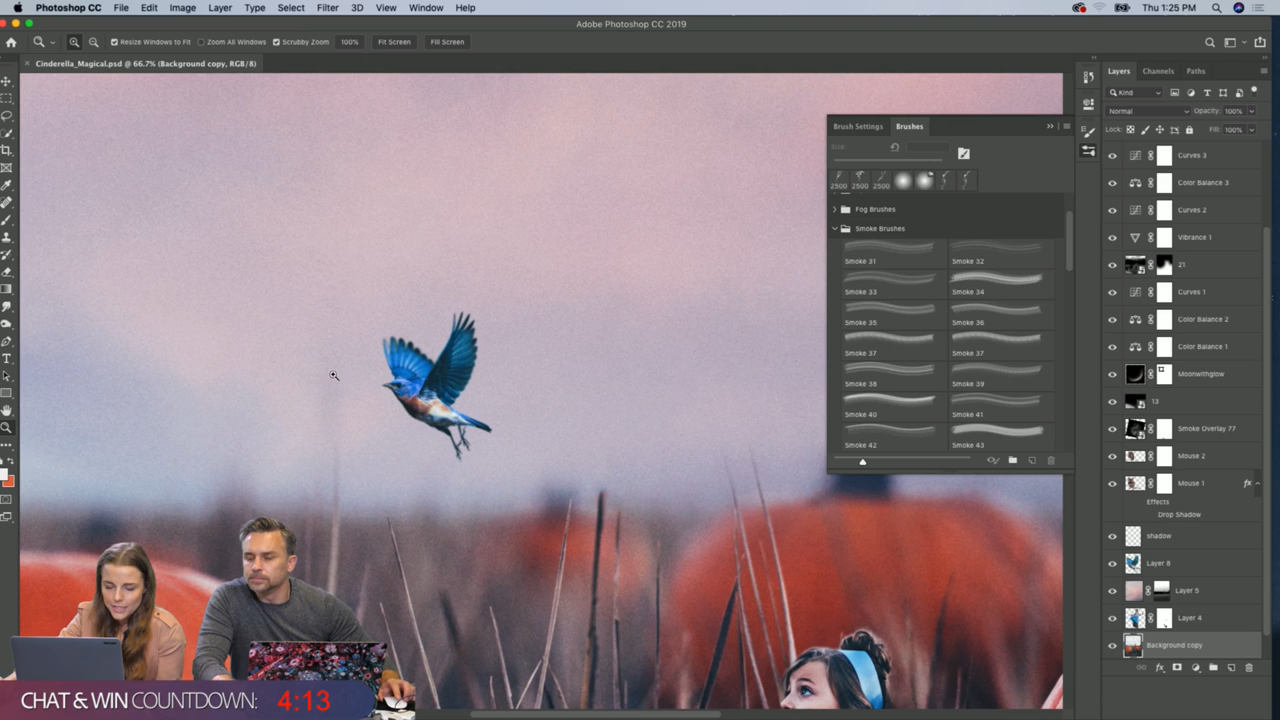 Photoshop CC File Edit Image Layer Type Select Filter 3D View Window Help Thu 1:25 PM
Adobe Photoshop CC 2019
Resize Windows to Fit Zoom All Windows Scrubby Zoom 100% Fit Screen Fill Screen
Cinderella_Magical.psd @ 66.7% (Background copy, RGB/8)
Brush Settings Brushes
Size:
2500 2500 2500
Fog Brushes
Smoke Brushes
Smoke 31 Smoke 32
Smoke 33 Smoke 34
Smoke 35 Smoke 36
Smoke 37 Smoke 37
Smoke 38 Smoke 39
Smoke 40 Smoke 41
Smoke 42 Smoke 43
Layers Channels Paths
Kind
Normal Opacity: 100%
Lock: Fill: 100%
Curves 3
Color Balance 3
Curves 2
Vibrance 1
21
Curves 1
Color Balance 2
Color Balance 1
Moonwithglow
13
Smoke Overlay 77
Mouse 2
Mouse 1 fx
Effects
Drop Shadow
shadow
Layer 8
Layer 5
Layer 4
Background copy
fx
CHAT & WIN COUNTDOWN: 4:13